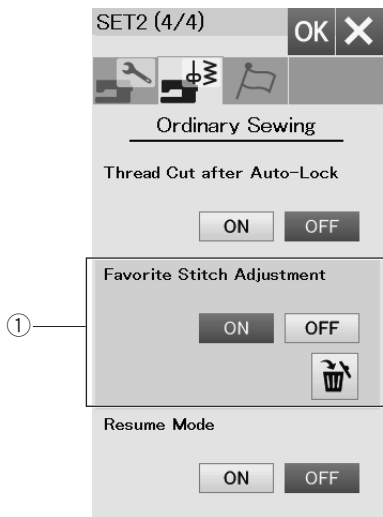 SET2 (4/4)
OK
Ordinary Sewing
Thread Cut after Auto-Lock
ON OFF
Favorite Stitch Adjustment
①
ON OFF
Resume Mode
ON OFF